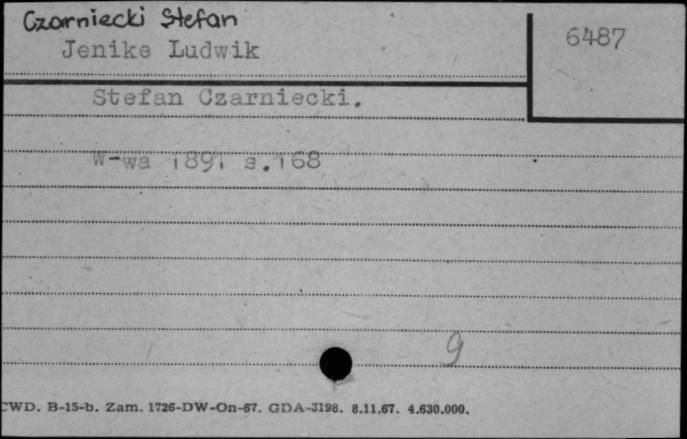 Czarniecki Stefan
Jenike Ludwik
6487
Stefan Czarniecki.
W-wa 1891 s.168
9
CWD. B-15-b. Zam. 1726-DW-On-67. GDA-3198. 8.11.67. 4.630.000.